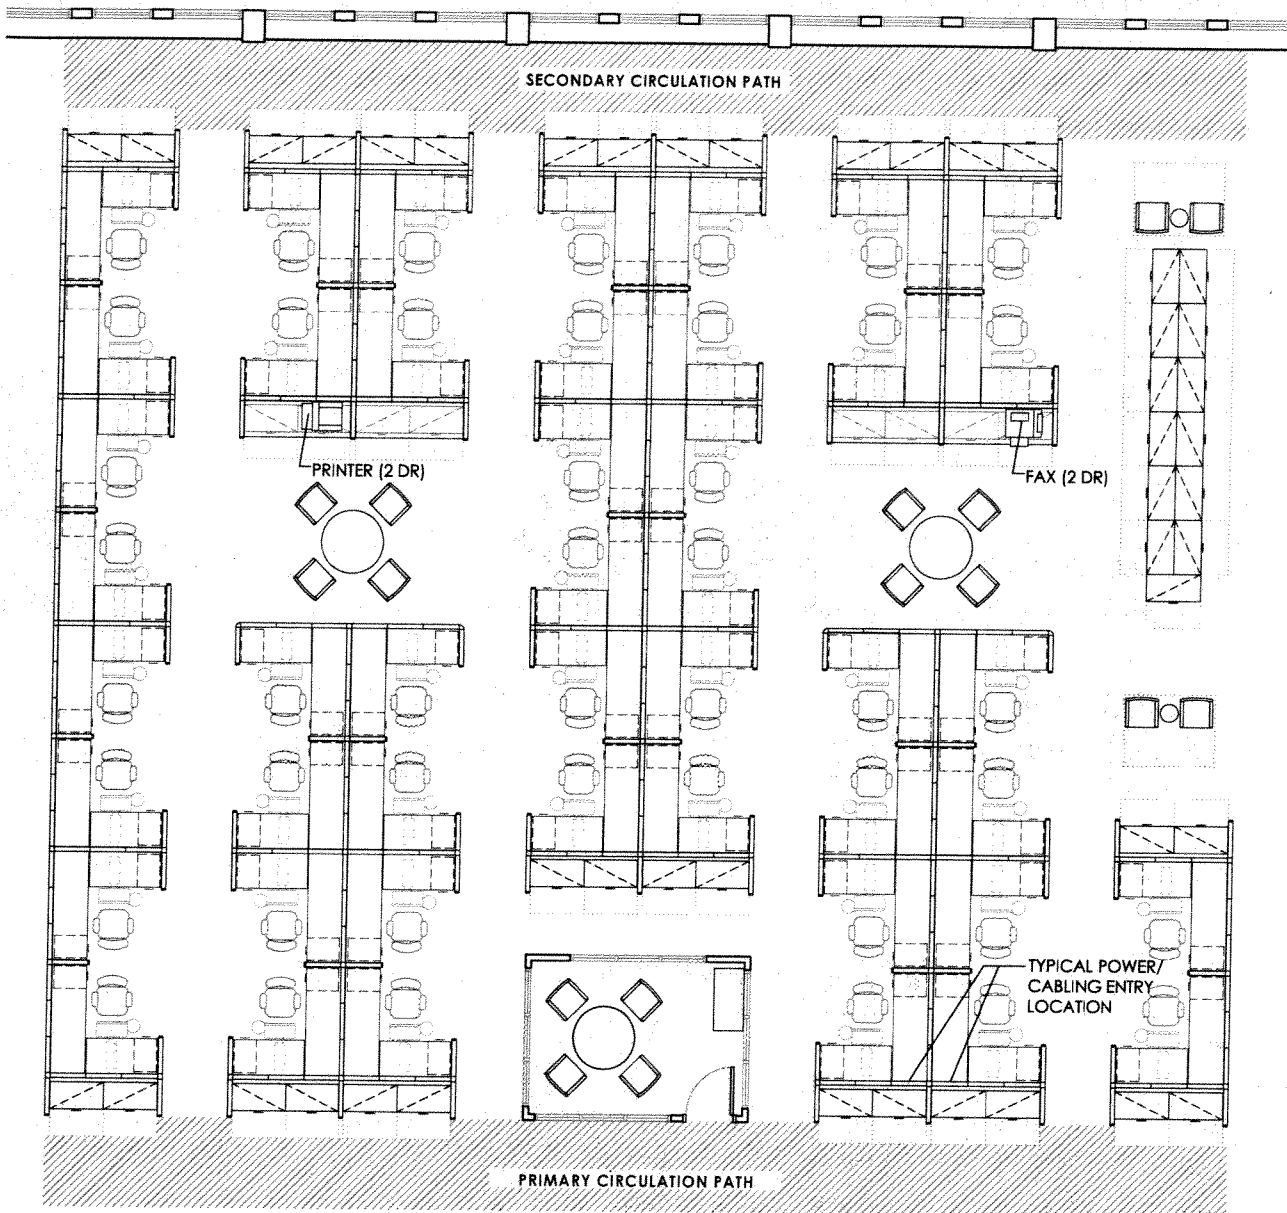 SECONDARY CIRCULATION PATH
PRINTER (2 DR)
FAX (2 DR)
TYPICAL POWER/
CABLING ENTRY
LOCATION
PRIMARY CIRCULATION PATH